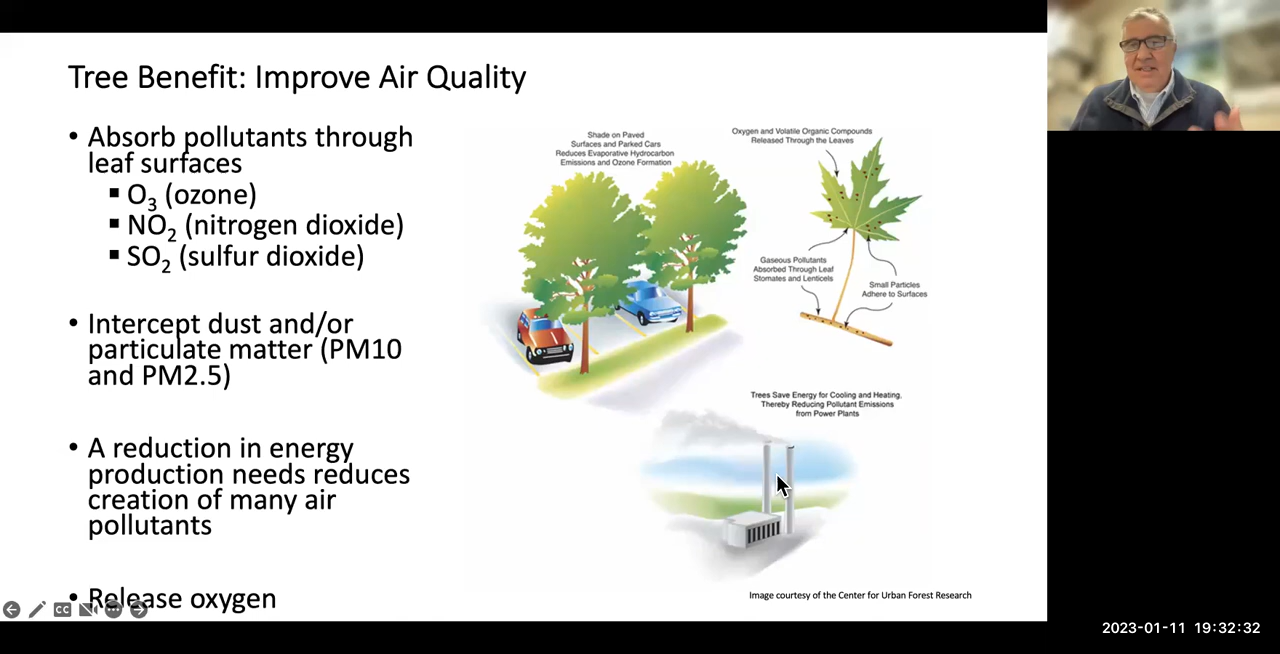 Tree Benefit: Improve Air Quality
• Absorb pollutants through
leaf surfaces
▪ O₃ (ozone)
▪ NO₂ (nitrogen dioxide)
▪ SO₂ (sulfur dioxide)
• Intercept dust and/or
particulate matter (PM10
and PM2.5)
• A reduction in energy
production needs reduces
creation of many air
pollutants
• Release oxygen
Shade on Paved
Surfaces and Parked Cars
Reduces Evaporative Hydrocarbon
Emissions and Ozone Formation
Oxygen and Volatile Organic Compounds
Released Through the Leaves
Gaseous Pollutants
Absorbed Through Leaf
Stomates and Lenticels
Small Particles
Adhere to Surfaces
Trees Save Energy for Cooling and Heating,
Thereby Reducing Pollutant Emissions
from Power Plants
Image courtesy of the Center for Urban Forest Research
CC
2023-01-11 19:32:32